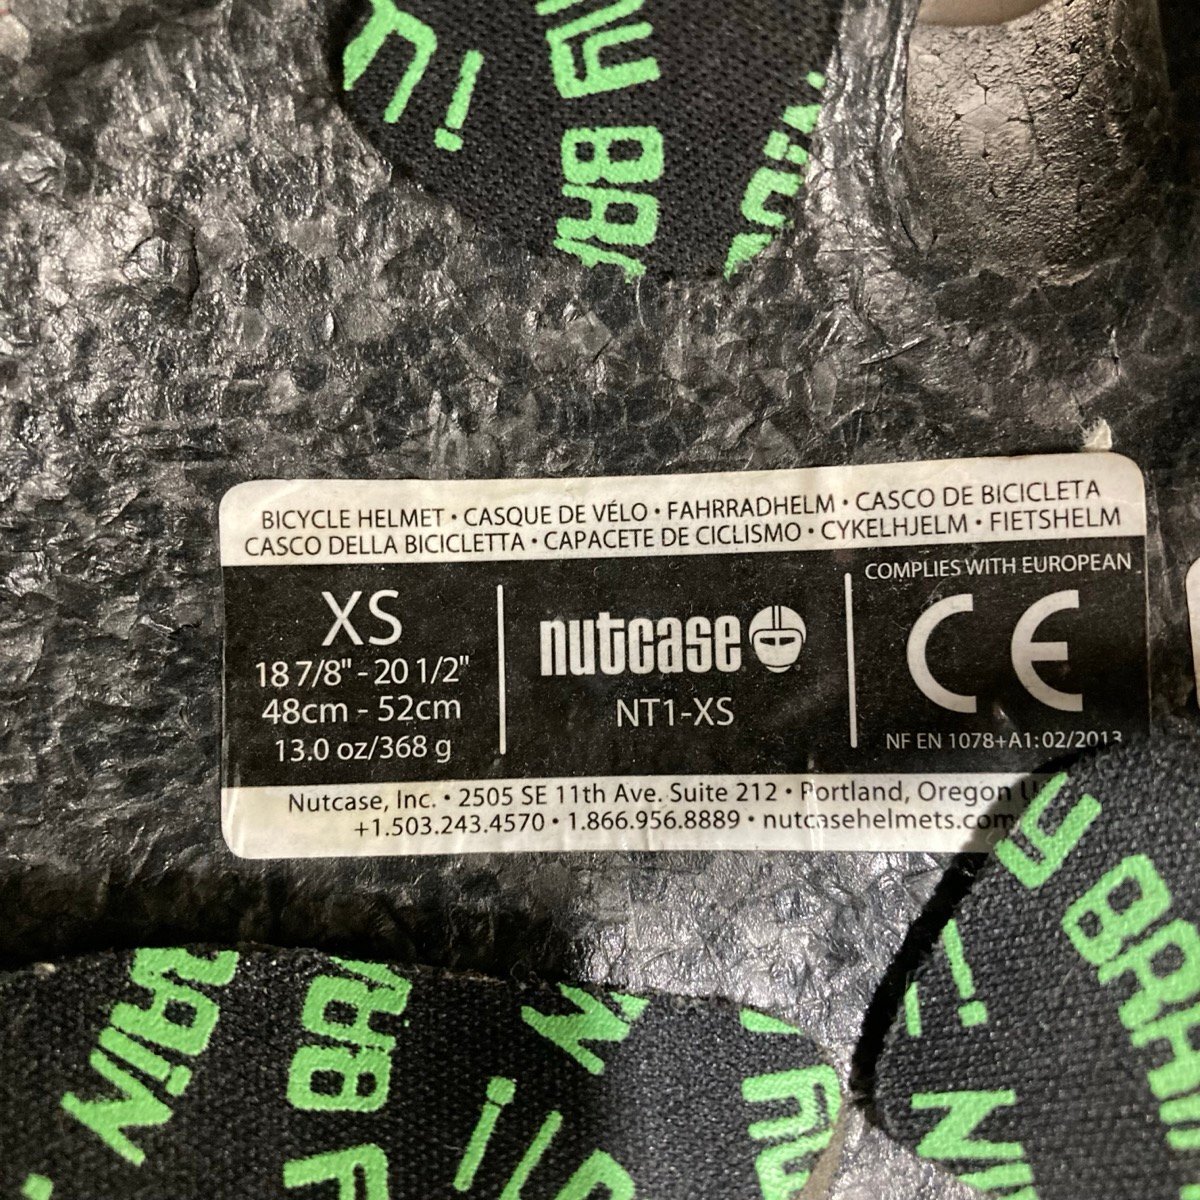 BICYCLE HELMET • CASQUE DE VÉLO • FAHRRADHELM • CASCO DE BICICLETA
CASCO DELLA BICICLETTA • CAPACETE DE CICLISMO • CYKELHJELM • FIETSHELM
XS
18 7/8" - 20 1/2"
48cm - 52cm
13.0 oz/368 g
nutcase
NT1-XS
COMPLIES WITH EUROPEAN
CE
NF EN 1078+A1:02/2013
Nutcase, Inc. • 2505 SE 11th Ave. Suite 212 • Portland, Oregon
+1.503.243.4570 • 1.866.956.8889 • nutcasehelmets.com